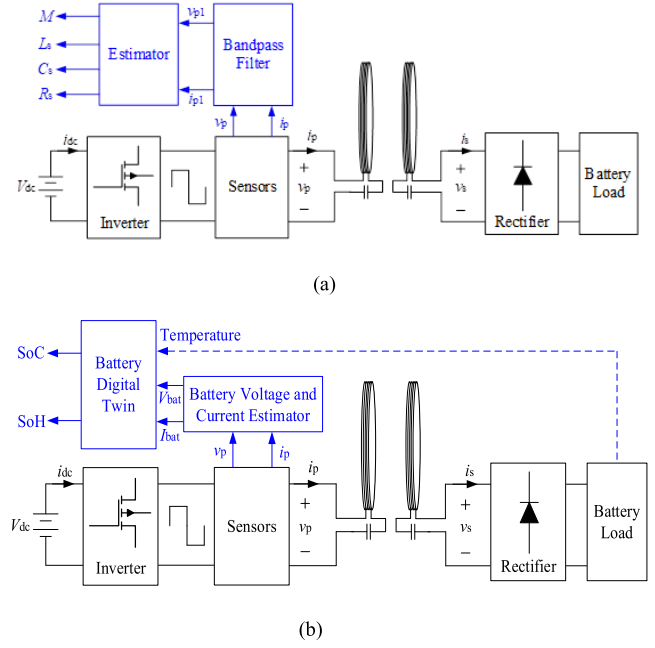 M
Ls
Cs
Rs
Estimator
vp1
ip1
Bandpass
Filter
vp
ip
idc
Vdc
Inverter
Sensors
ip
+
vp
−
is
+
vs
−
Rectifier
Battery
Load
(a)
SoC
SoH
Battery
Digital
Twin
Temperature
Vbat
Ibat
Battery Voltage and
Current Estimator
vp
ip
idc
Vdc
Inverter
Sensors
ip
+
vp
−
is
+
vs
−
Rectifier
Battery
Load
(b)